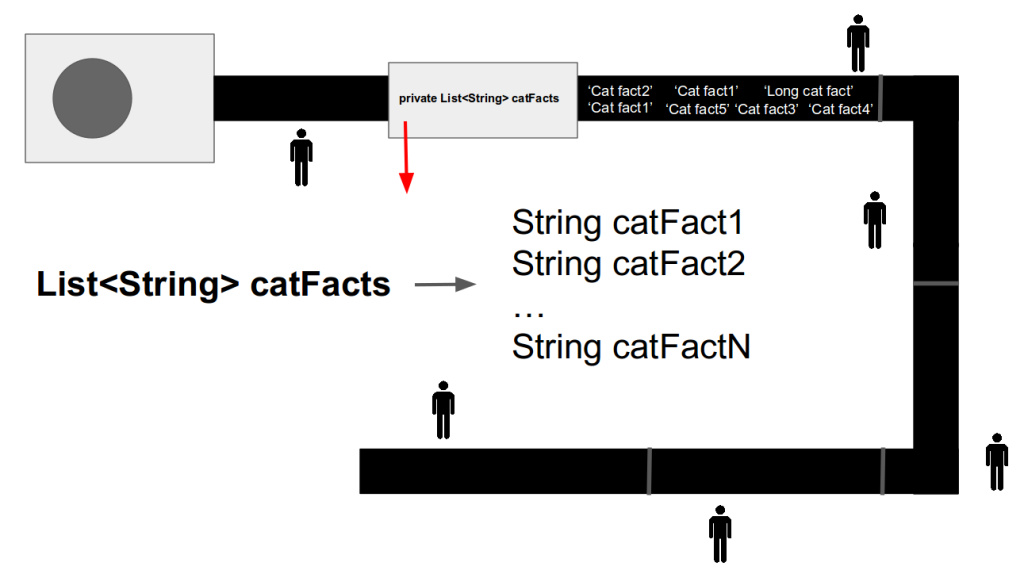 private List<String> catFacts
‘Cat fact2’ ‘Cat fact1’ ‘Long cat fact’
‘Cat fact1’ ‘Cat fact5’ ‘Cat fact3’ ‘Cat fact4’
String catFact1
String catFact2
List<String> catFacts
…
String catFactN